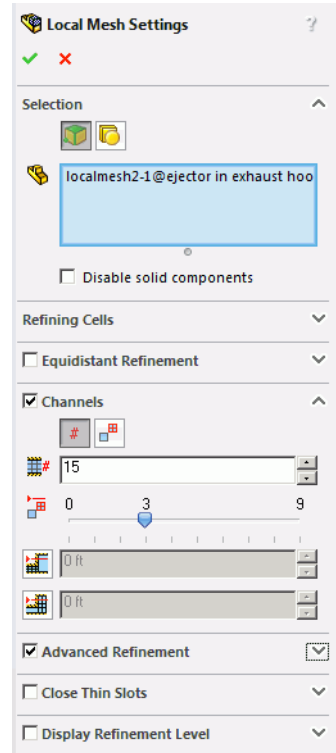 Local Mesh Settings
?
Selection
localmesh2-1@ejector in exhaust hoo
Disable solid components
Refining Cells
Equidistant Refinement
Channels
#
# 15
0 3 9
0 ft
0 ft
Advanced Refinement
Close Thin Slots
Display Refinement Level